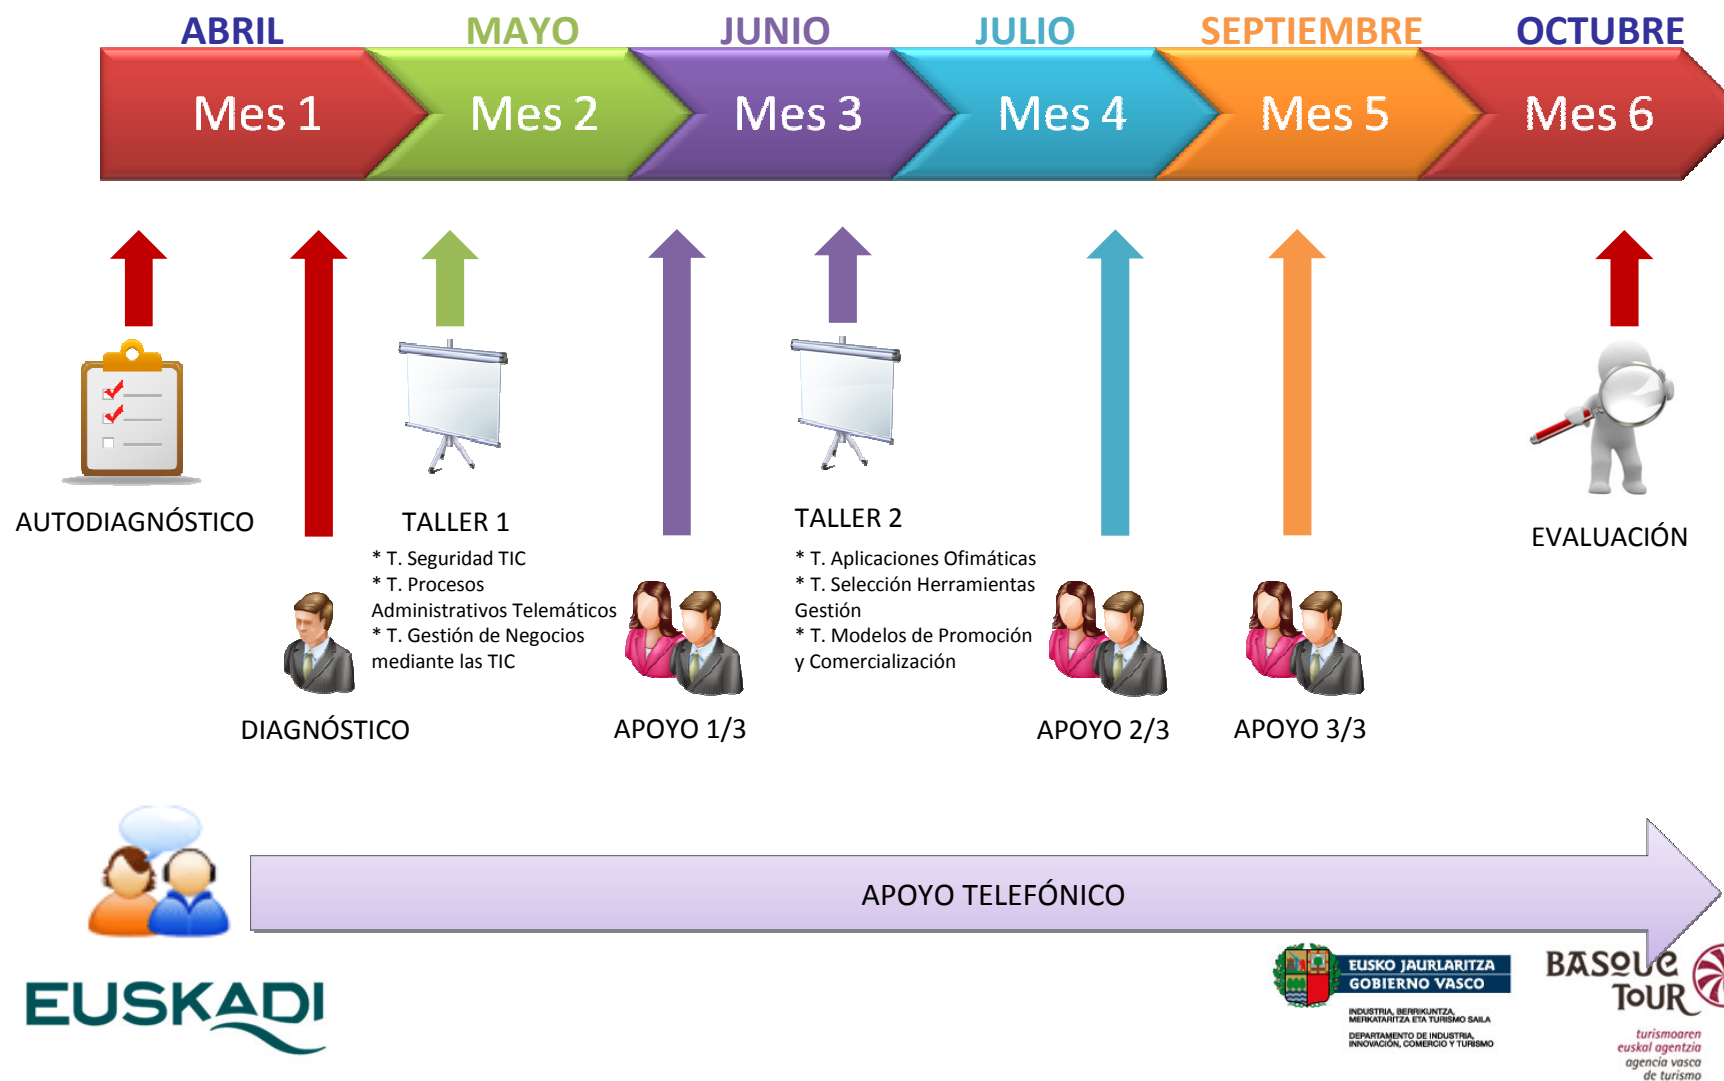 ABRIL
MAYO
JUNIO
JULIO
SEPTIEMBRE
OCTUBRE
Mes 1
Mes 2
Mes 3
Mes 4
Mes 5
Mes 6
AUTODIAGNÓSTICO
DIAGNÓSTICO
TALLER 1
* T. Seguridad TIC
* T. Procesos
Administrativos Telemáticos
* T. Gestión de Negocios
mediante las TIC
APOYO 1/3
TALLER 2
* T. Aplicaciones Ofimáticas
* T. Selección Herramientas
Gestión
* T. Modelos de Promoción
y Comercialización
APOYO 2/3
APOYO 3/3
EVALUACIÓN
APOYO TELEFÓNICO
EUSKADI
EUSKO JAURLARITZA
GOBIERNO VASCO
INDUSTRIA, BERRIKUNTZA,
MERKATARITZA ETA TURISMO SAILA
DEPARTAMENTO DE INDUSTRIA,
INNOVACIÓN, COMERCIO Y TURISMO
BASQUE
TOUR
turismoaren
euskal agentzia
agencia vasca
de turismo